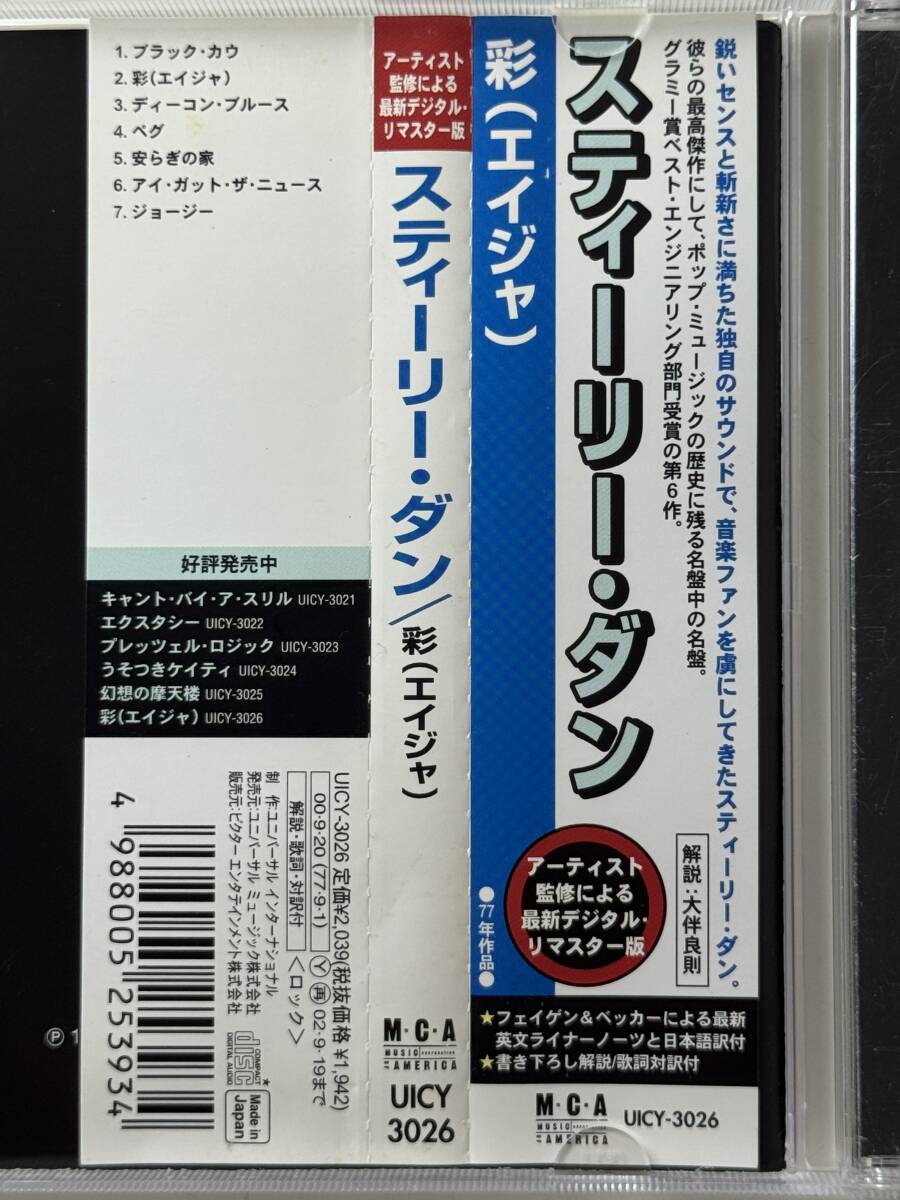 1. ブラック・カウ
2. 彩（エイジャ）
3. ディーコン・ブルース
4. ペグ
5. 安らぎの家
6. アイ・ガット・ザ・ニュース
7. ジョージー
好評発売中
キャント・バイ・ア・スリル UICY-3021
エクスタシー UICY-3022
プレッツェル・ロジック UICY-3023
うそつきケイティ UICY-3024
幻想の摩天楼 UICY-3025
彩（エイジャ） UICY-3026
UICY-3026 定価¥2,039(税抜価格 ¥1,942)
00・9・20 (77・9・1) Ⓨ 再 02・9・19まで
解説・歌詞・対訳付 <ロック>
制 作:ユニバーサル インターナショナル
発売元:ユニバーサル ミュージック株式会社
販売元:ビクター エンタテインメント株式会社
4 988005 253934
COMPACT
disc
DIGITAL AUDIO
Made in
Japan
℗ 1
アーティスト
監修による
最新デジタル・
リマスター版
スティーリー・ダン／彩（エイジャ）
M・C・A
MUSIC CORPORATION
OF AMERICA
UICY
3026
鋭いセンスと斬新さに満ちた独自のサウンドで、音楽ファンを虜にしてきたスティーリー・ダン。
彼らの最高傑作にして、ポップ・ミュージックの歴史に残る名盤中の名盤。
グラミー賞ベスト・エンジニアリング部門受賞の第6作。
スティーリー・ダン
彩（エイジャ）
解説：大伴良則
●77年作品●
アーティスト
監修による
最新デジタル・
リマスター版
★フェイゲン＆ベッカーによる最新
英文ライナーノーツと日本語訳付
★書き下ろし解説/歌詞対訳付
M・C・A
MUSIC CORPORATION
OF AMERICA
UICY-3026